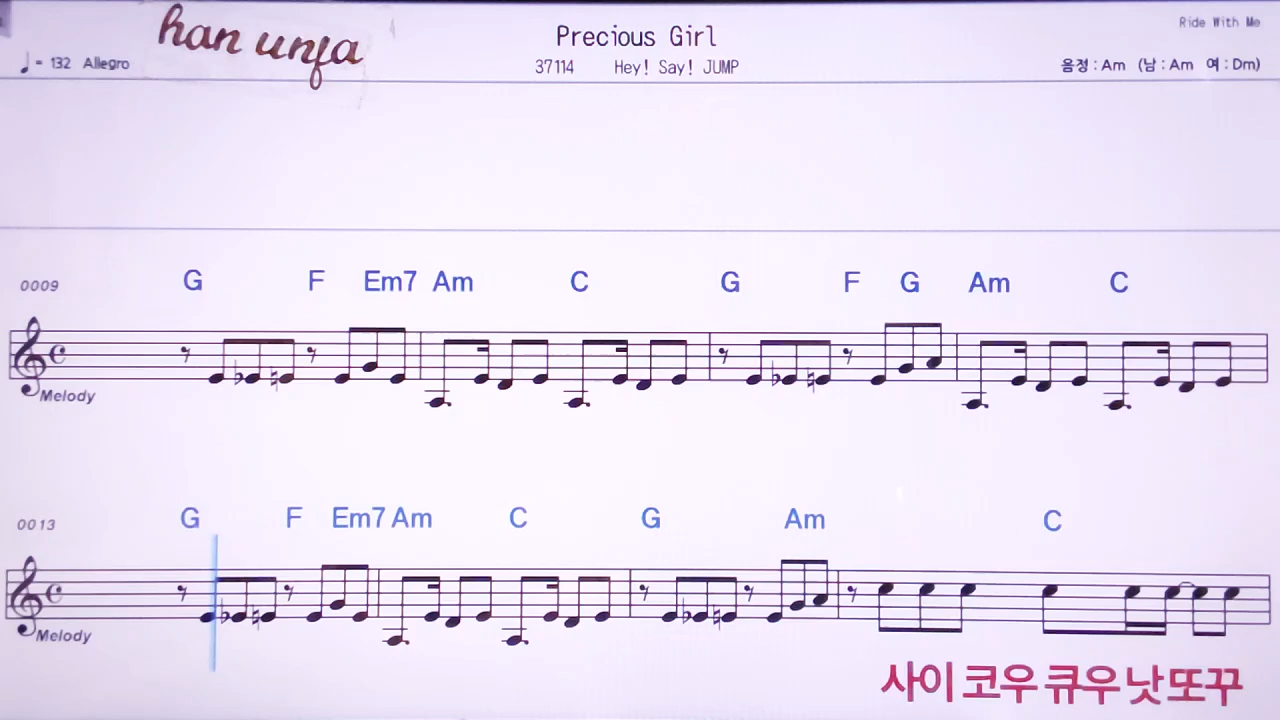 han unfa
Precious Girl
Ride With Me
♩= 132 Allegro
37114 Hey! Say! JUMP
음정 : Am (남 : Am 여 : Dm)
0009 G F Em7 Am C G F G Am C
Melody
0013 G F Em7 Am C G Am C
Melody
사이 코우 큐우 낫 또꾸